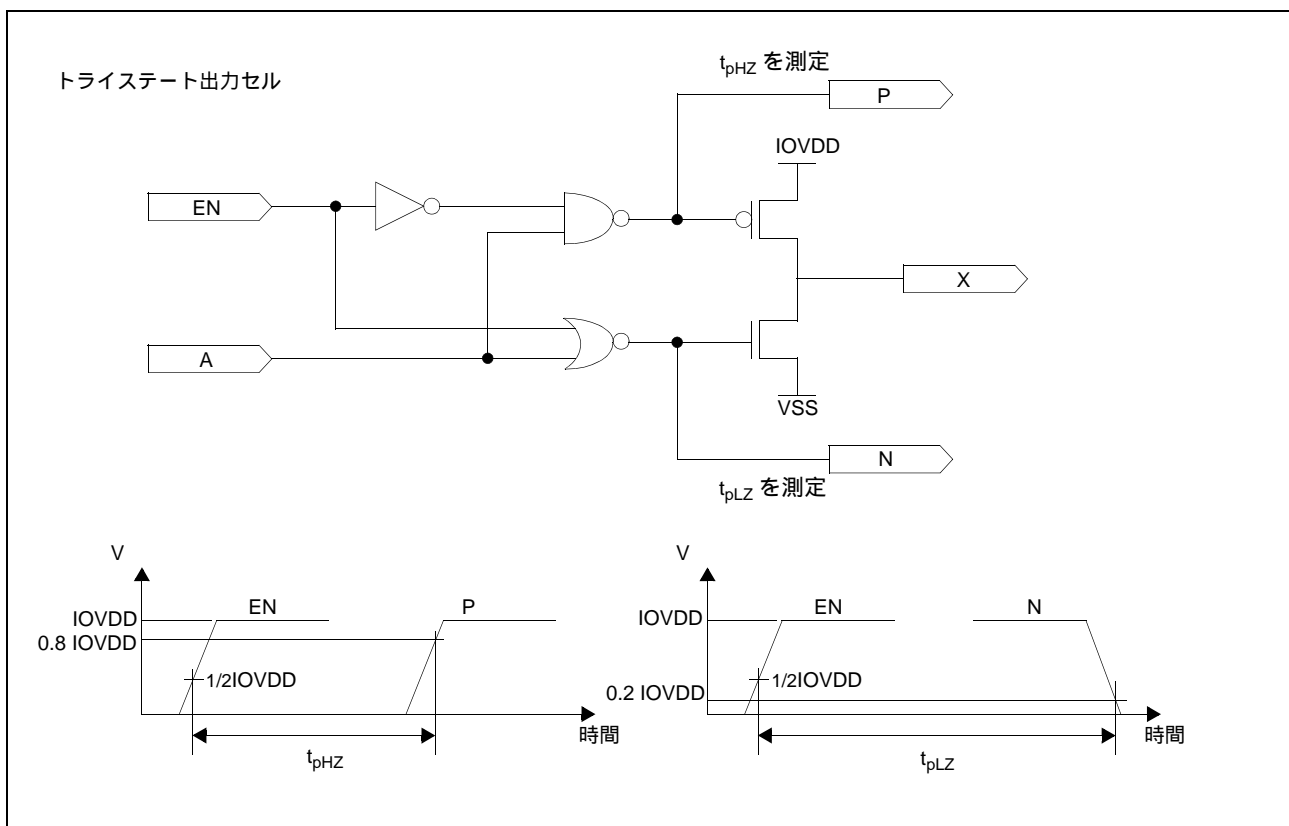 トライステート出力セル
tpHZ を測定
P
IOVDD
EN
X
A
VSS
N
tpLZ を測定
V
IOVDD
EN
P
0.8 IOVDD
1/2IOVDD
時間
tpHZ
V
IOVDD
EN
N
1/2IOVDD
0.2 IOVDD
時間
tpLZ